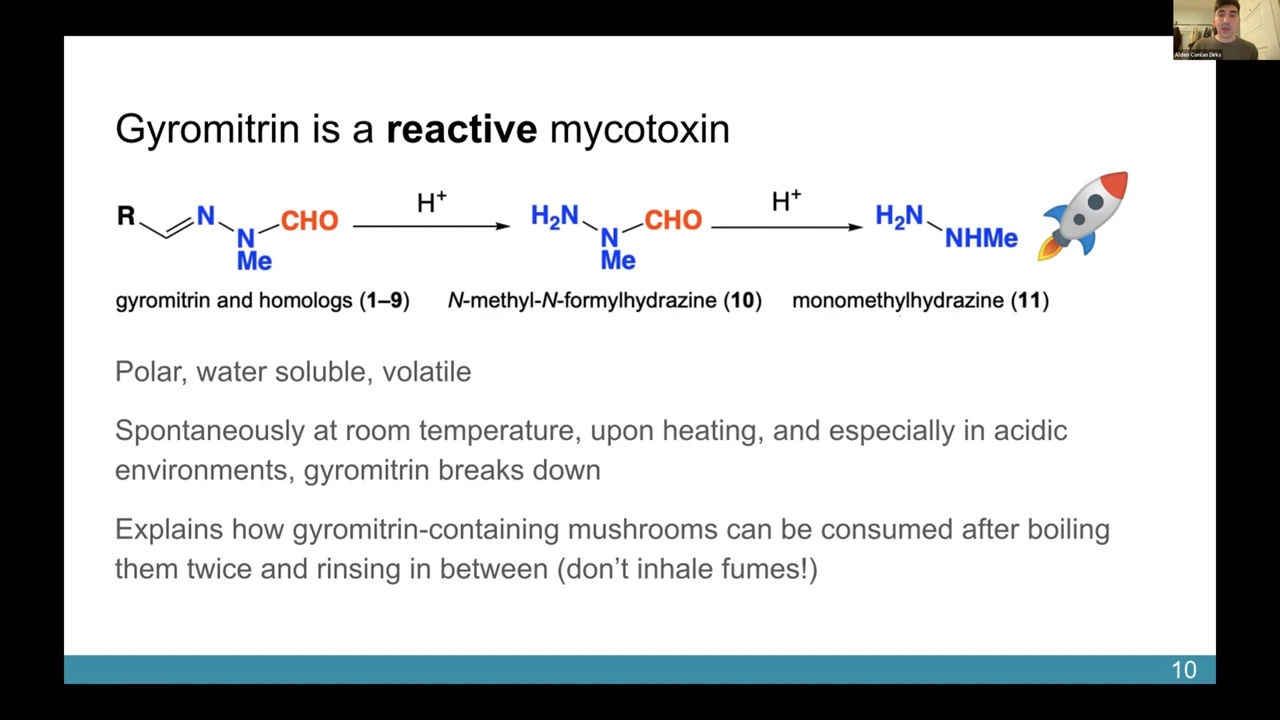 Alden Conlan Dirks
Gyromitrin is a reactive mycotoxin
R N N Me CHO H+ H2N N Me CHO H+ H2N NHMe
gyromitrin and homologs (1–9) N-methyl-N-formylhydrazine (10) monomethylhydrazine (11)
Polar, water soluble, volatile
Spontaneously at room temperature, upon heating, and especially in acidic
environments, gyromitrin breaks down
Explains how gyromitrin-containing mushrooms can be consumed after boiling
them twice and rinsing in between (don’t inhale fumes!)
10